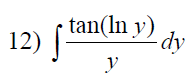 12) ∫ tan(ln y)/y dy